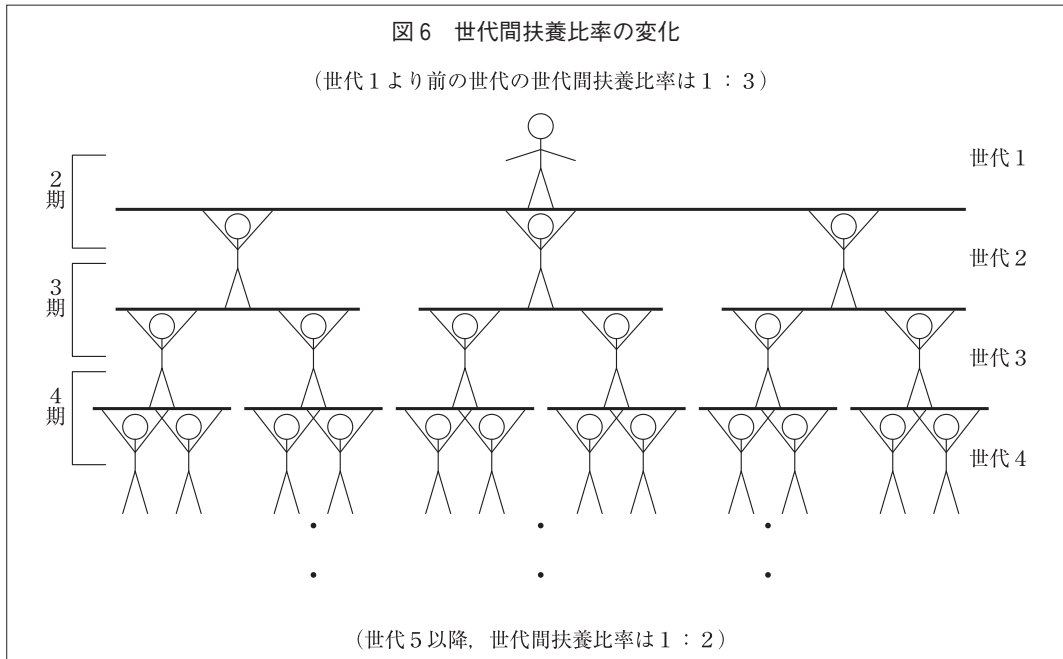 図6 世代間扶養比率の変化
(世代1より前の世代の世代間扶養比率は1：3)
世代1
2期
世代2
3期
世代3
4期
世代4
(世代5以降，世代間扶養比率は1：2)